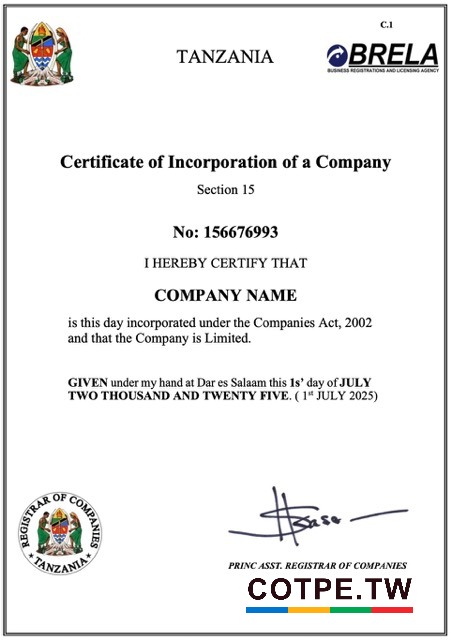 C.1
TANZANIA
BRELA
BUSINESS REGISTRATIONS AND LICENSING AGENCY
Certificate of Incorporation of a Company
Section 15
No: 156676993
I HEREBY CERTIFY THAT
COMPANY NAME
is this day incorporated under the Companies Act, 2002
and that the Company is Limited.
GIVEN under my hand at Dar es Salaam this 1s’ day of JULY
TWO THOUSAND AND TWENTY FIVE. ( 1st JULY 2025)
REGISTRAR OF COMPANIES
* TANZANIA *
PRINC ASST. REGISTRAR OF COMPANIES
COTPE.TW